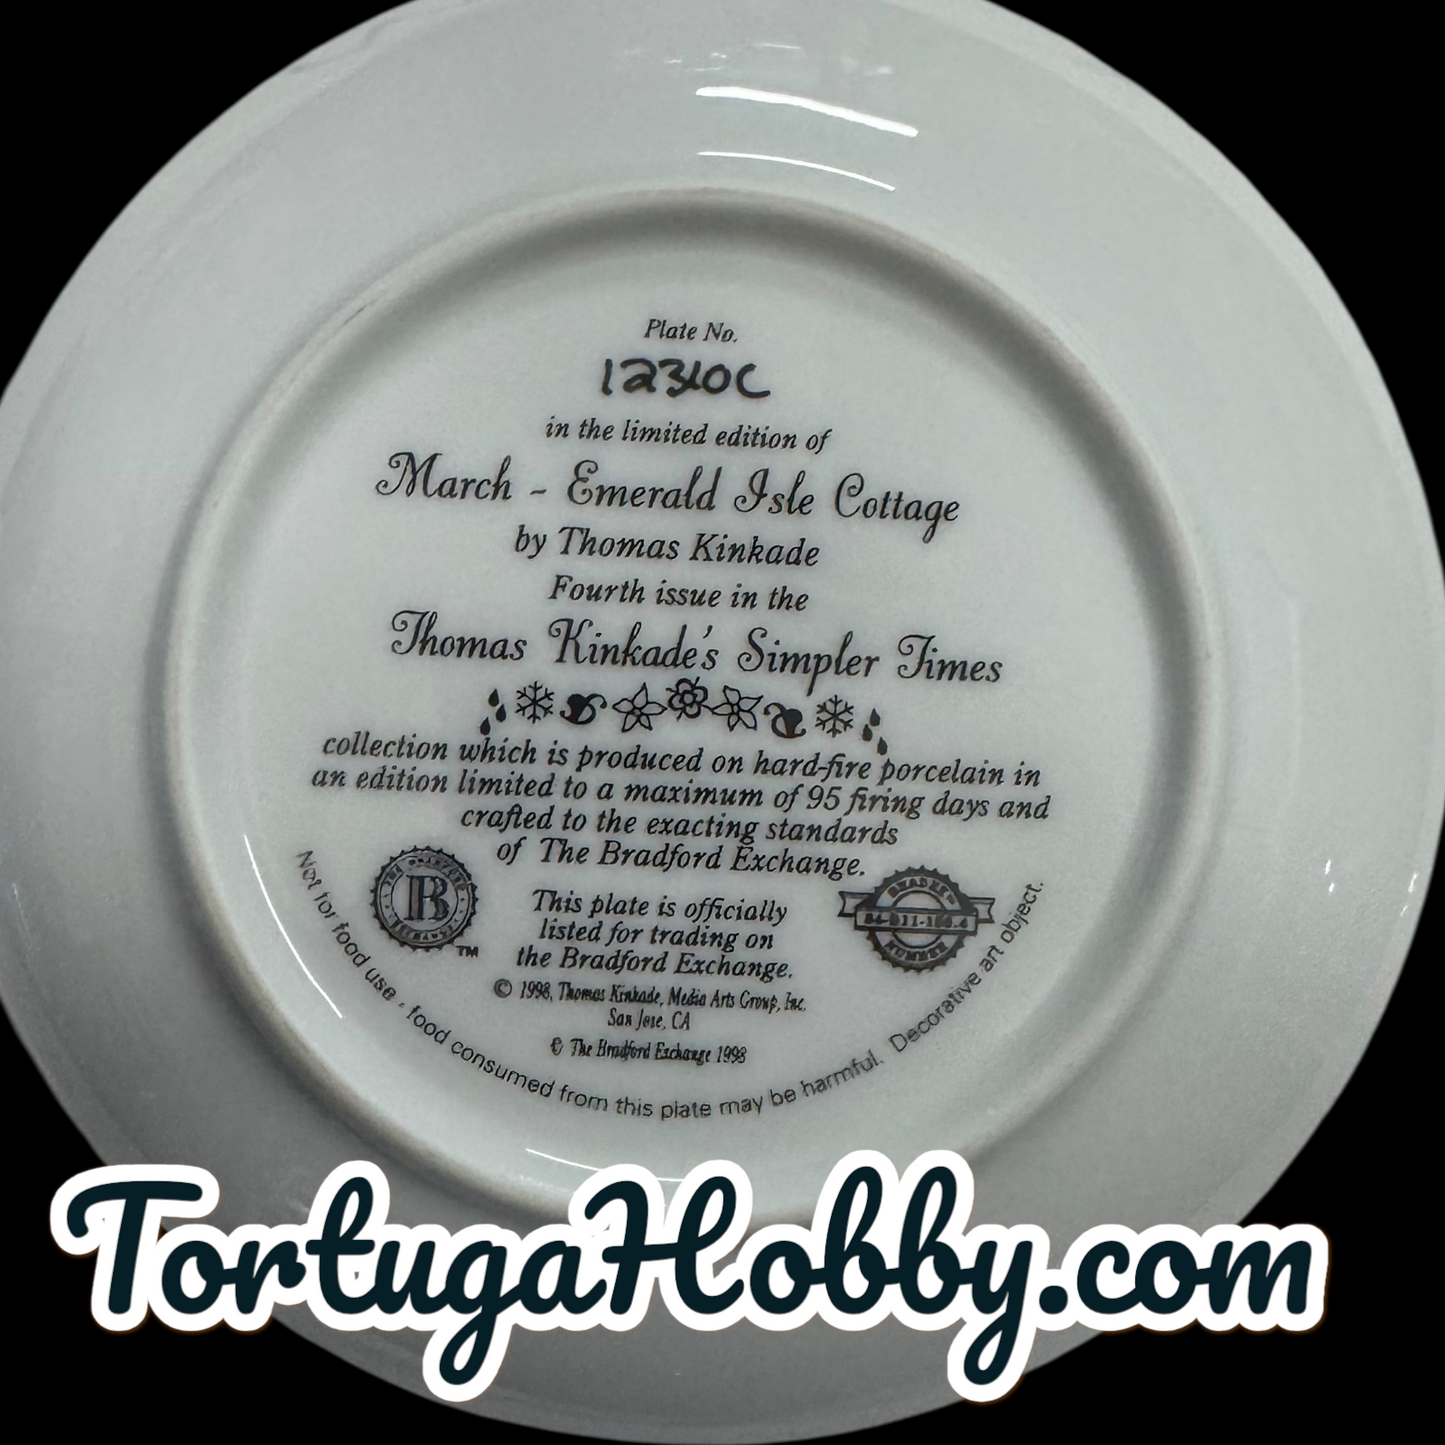 Plate No.
in the limited edition of
March - Emerald Isle Cottage
by Thomas Kinkade
Fourth issue in the
Thomas Kinkade's Simpler Times
collection which is produced on hard-fire porcelain in
an edition limited to a maximum of 95 firing days and
crafted to the exacting standards
of The Bradford Exchange.
B
TM
This plate is officially
listed for trading on
the Bradford Exchange.
© 1998, Thomas Kinkade, Media Arts Group, Inc.
San Jose, CA
© The Bradford Exchange 1998
Not for food use - food consumed from this plate may be harmful. Decorative art object.
TortugaHobby.com